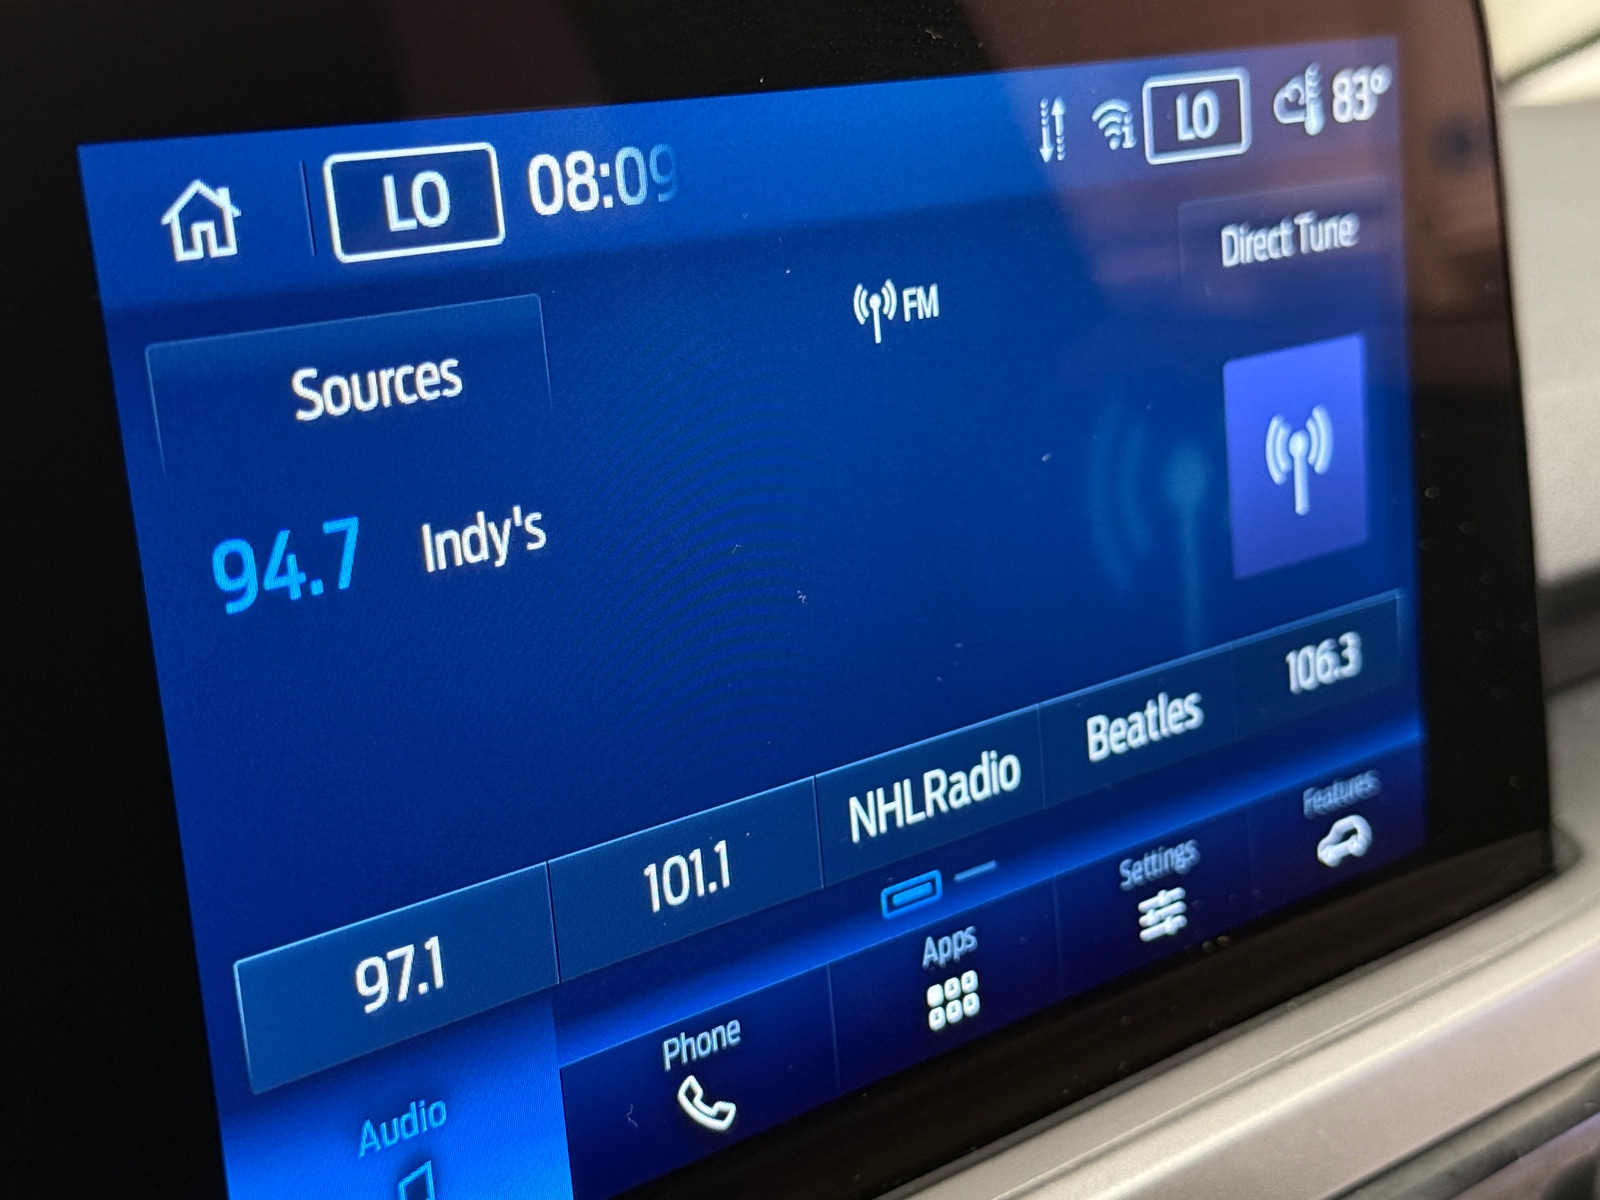 LO 08:09 LO 83°
Direct Tune
FM
Sources
94.7 Indy's
97.1 101.1 NHLRadio Beatles 106.3
Audio Phone Apps Settings Features